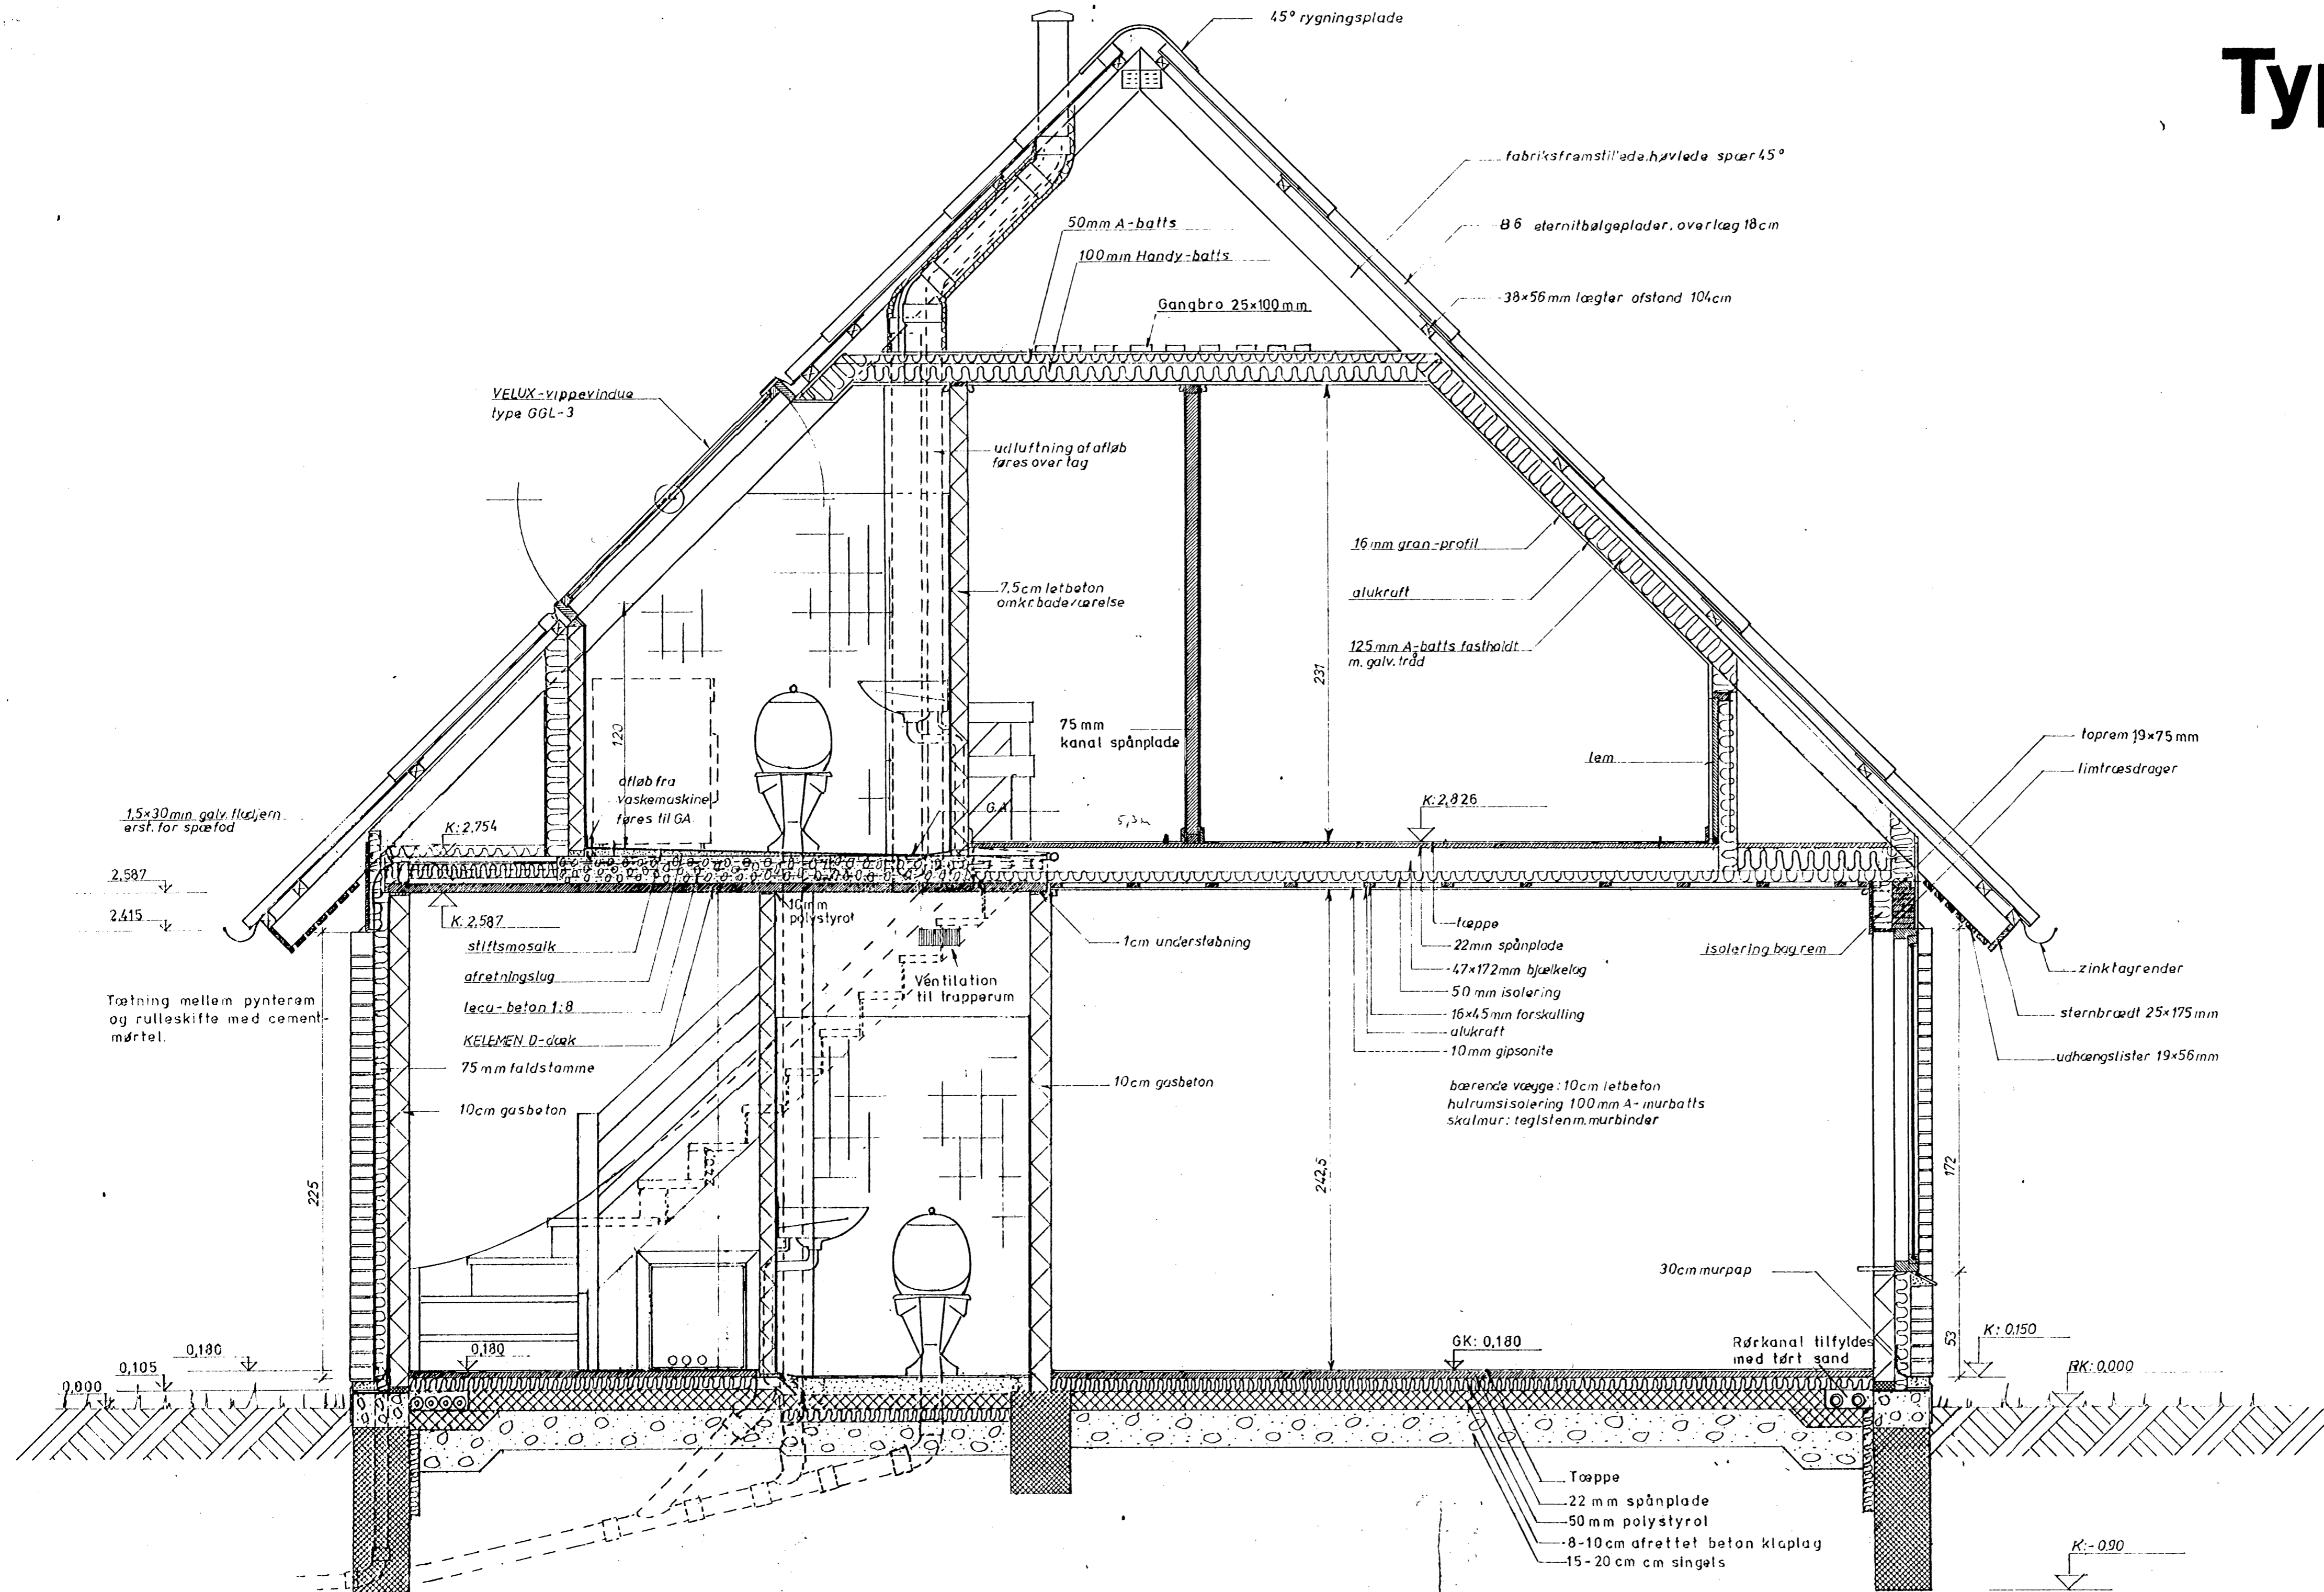 45° rygningsplade
Typ
fabriksframstillede, høvlede spær 45°
B6 eternitbølgeplader, overlæg 18cm
38×56mm lægter afstand 104cm
50mm A-batts
100mm Handy-batts
Gangbro 25×100mm
VELUX-vippevindue
type GGL-3
udluftning af afløb
føres over tag
7,5cm letbeton
omkr. badeværelse
16mm gran-profil
alukraft
125mm A-batts fastholdt
m. galv. tråd
231
120
75 mm
kanal spånplade
lem
toprem 19×75mm
limtræsdrager
afløb fra
vaskemaskine
føres til GA
GA
K: 2,826
1,5×30mm galv. fladjern
erst. for spæfod
K: 2,754
2,587
2,415
K: 2,587
10mm
polystyrol
stiftsmosaik
afretningslag
leca-beton 1:8
KELEMEN D-dæk
75mm faldstamme
10cm gasbeton
Ventilation
til trapperum
1cm understøbning
tæppe
22mm spånplade
47×172mm bjælkelag
50mm isolering
16×45mm forskalling
alukraft
10mm gipsonite
isolering bag rem
zinktagrender
sternbrædt 25×175mm
udhængslister 19×56mm
Tætning mellem pynterem
og rulleskifte med cement-
mørtel.
10cm gasbeton
bærende vægge: 10cm letbeton
hulrumsisolering 100mm A-murbatts
skalmur: teglsten m. murbinder
225
242,5
172
53
30cm murpap
GK: 0,180
Rørkanal tilfyldes
med tørt sand
K: 0,150
RK: 0,000
0,180
0,180
0,105
0,000
Tæppe
22 mm spånplade
50mm polystyrol
8-10cm afrettet beton klaplag
15-20 cm cm singels
K: -0,90